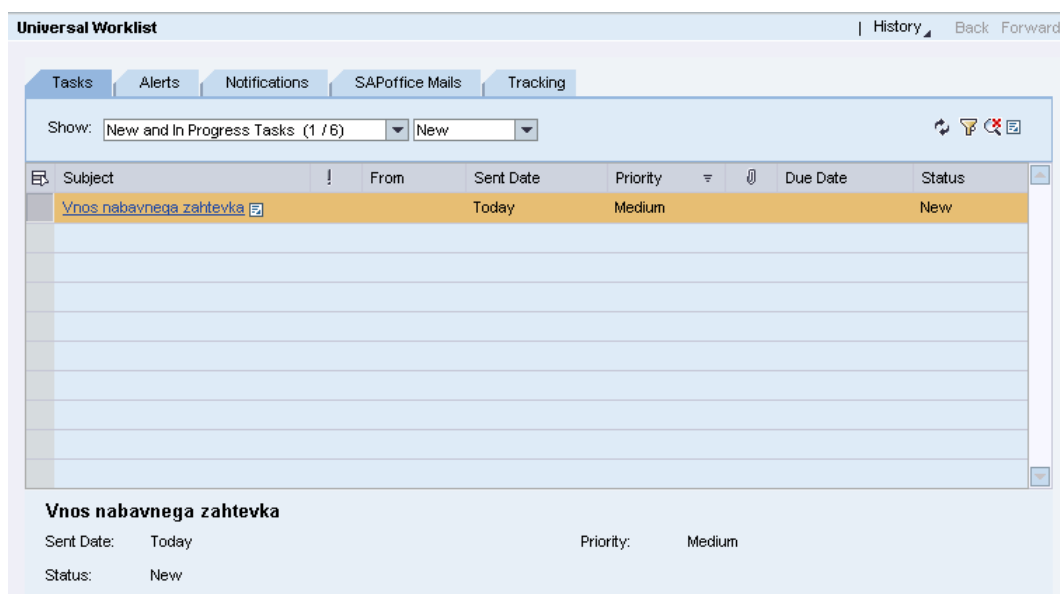 Universal Worklist | History Back Forward
Tasks Alerts Notifications SAPoffice Mails Tracking
Show: New and In Progress Tasks (1 / 6) New
Subject ! From Sent Date Priority Due Date Status
Vnos nabavnega zahtevka Today Medium New
Vnos nabavnega zahtevka
Sent Date: Today Priority: Medium
Status: New